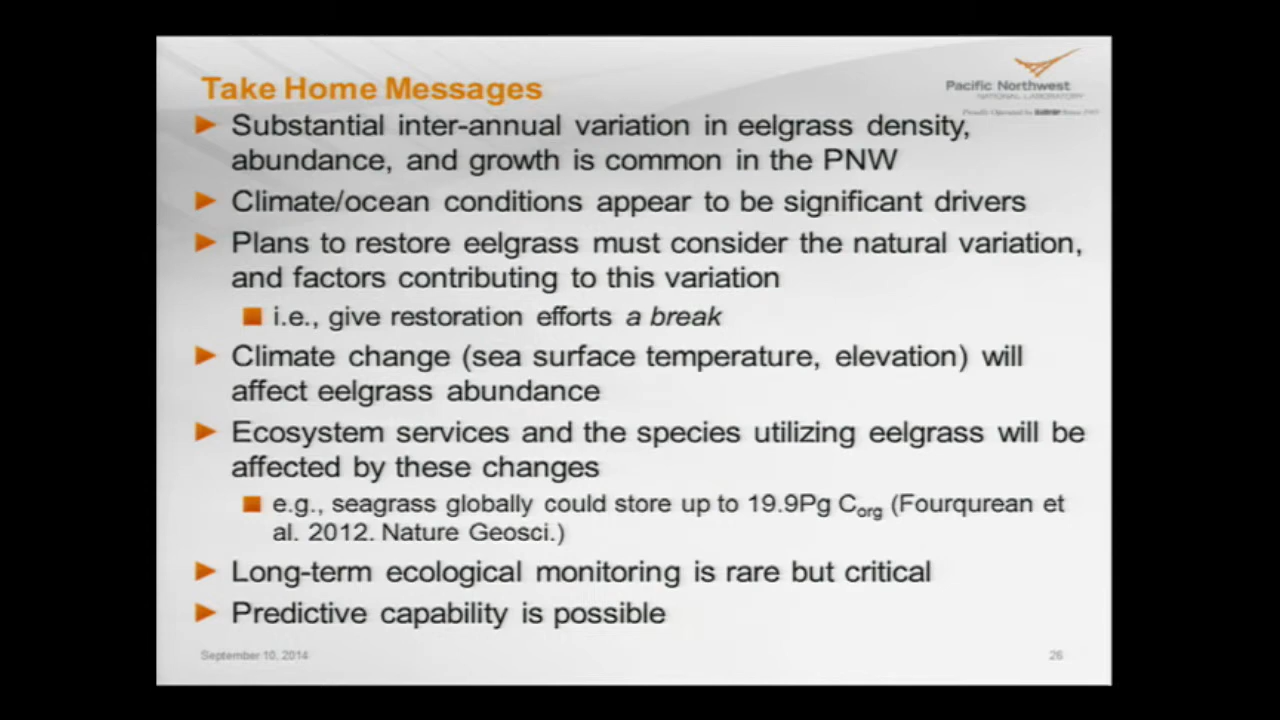 Take Home Messages
Pacific Northwest
NATIONAL LABORATORY
Substantial inter-annual variation in eelgrass density,
abundance, and growth is common in the PNW
Climate/ocean conditions appear to be significant drivers
Plans to restore eelgrass must consider the natural variation,
and factors contributing to this variation
i.e., give restoration efforts a break
Climate change (sea surface temperature, elevation) will
affect eelgrass abundance
Ecosystem services and the species utilizing eelgrass will be
affected by these changes
e.g., seagrass globally could store up to 19.9Pg Corg (Fourqurean et
al. 2012. Nature Geosci.)
Long-term ecological monitoring is rare but critical
Predictive capability is possible
September 10, 2014
26